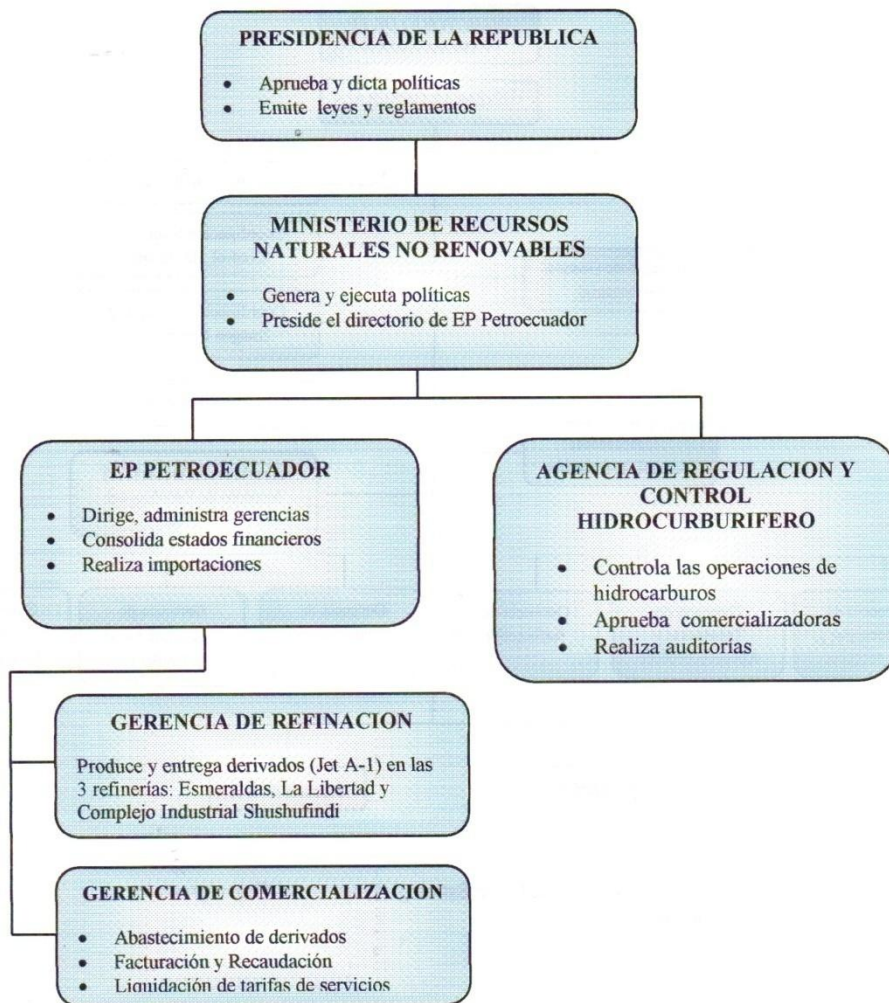 PRESIDENCIA DE LA REPUBLICA
• Aprueba y dicta políticas
• Emite leyes y reglamentos
MINISTERIO DE RECURSOS
NATURALES NO RENOVABLES
• Genera y ejecuta políticas
• Preside el directorio de EP Petroecuador
EP PETROECUADOR
• Dirige, administra gerencias
• Consolida estados financieros
• Realiza importaciones
AGENCIA DE REGULACION Y
CONTROL
HIDROCURBURIFERO
• Controla las operaciones de
hidrocarburos
• Aprueba comercializadoras
• Realiza auditorías
GERENCIA DE REFINACION
Produce y entrega derivados (Jet A-1) en las
3 refinerías: Esmeraldas, La Libertad y
Complejo Industrial Shushufindi
GERENCIA DE COMERCIALIZACION
• Abastecimiento de derivados
• Facturación y Recaudación
• Liquidación de tarifas de servicios